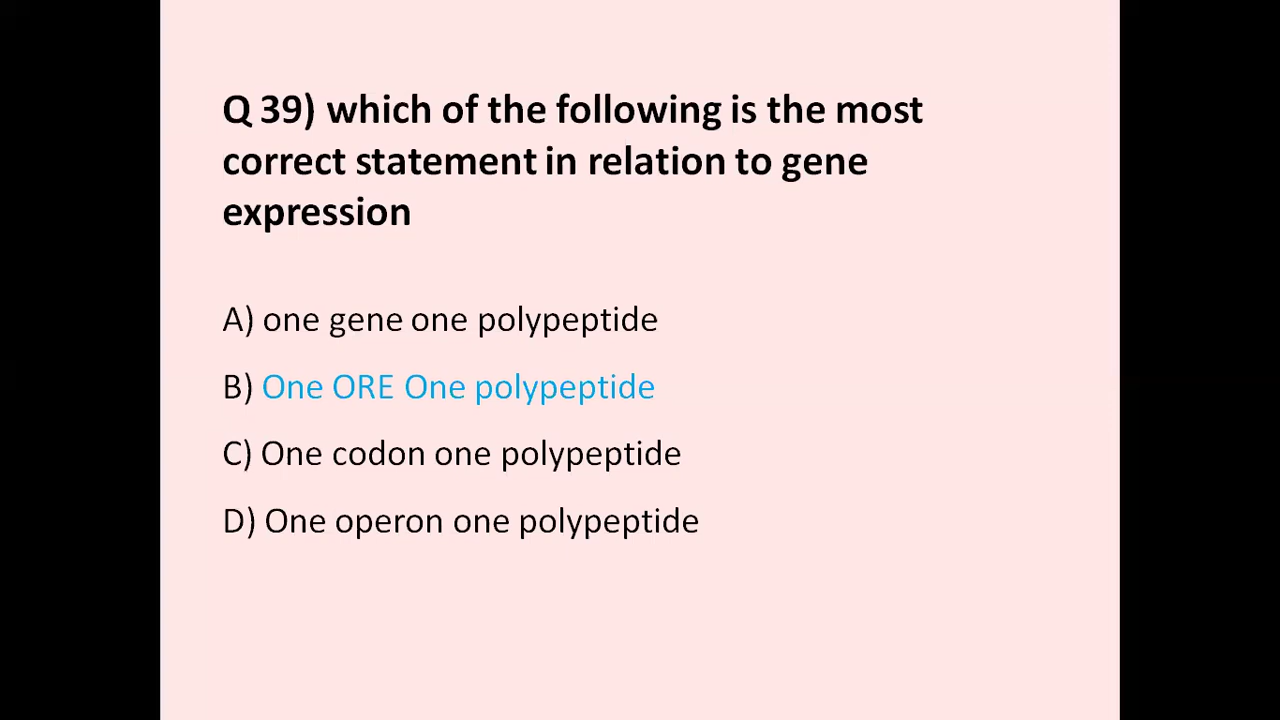 Q 39) which of the following is the most
correct statement in relation to gene
expression
A) one gene one polypeptide
B) One ORE One polypeptide
C) One codon one polypeptide
D) One operon one polypeptide